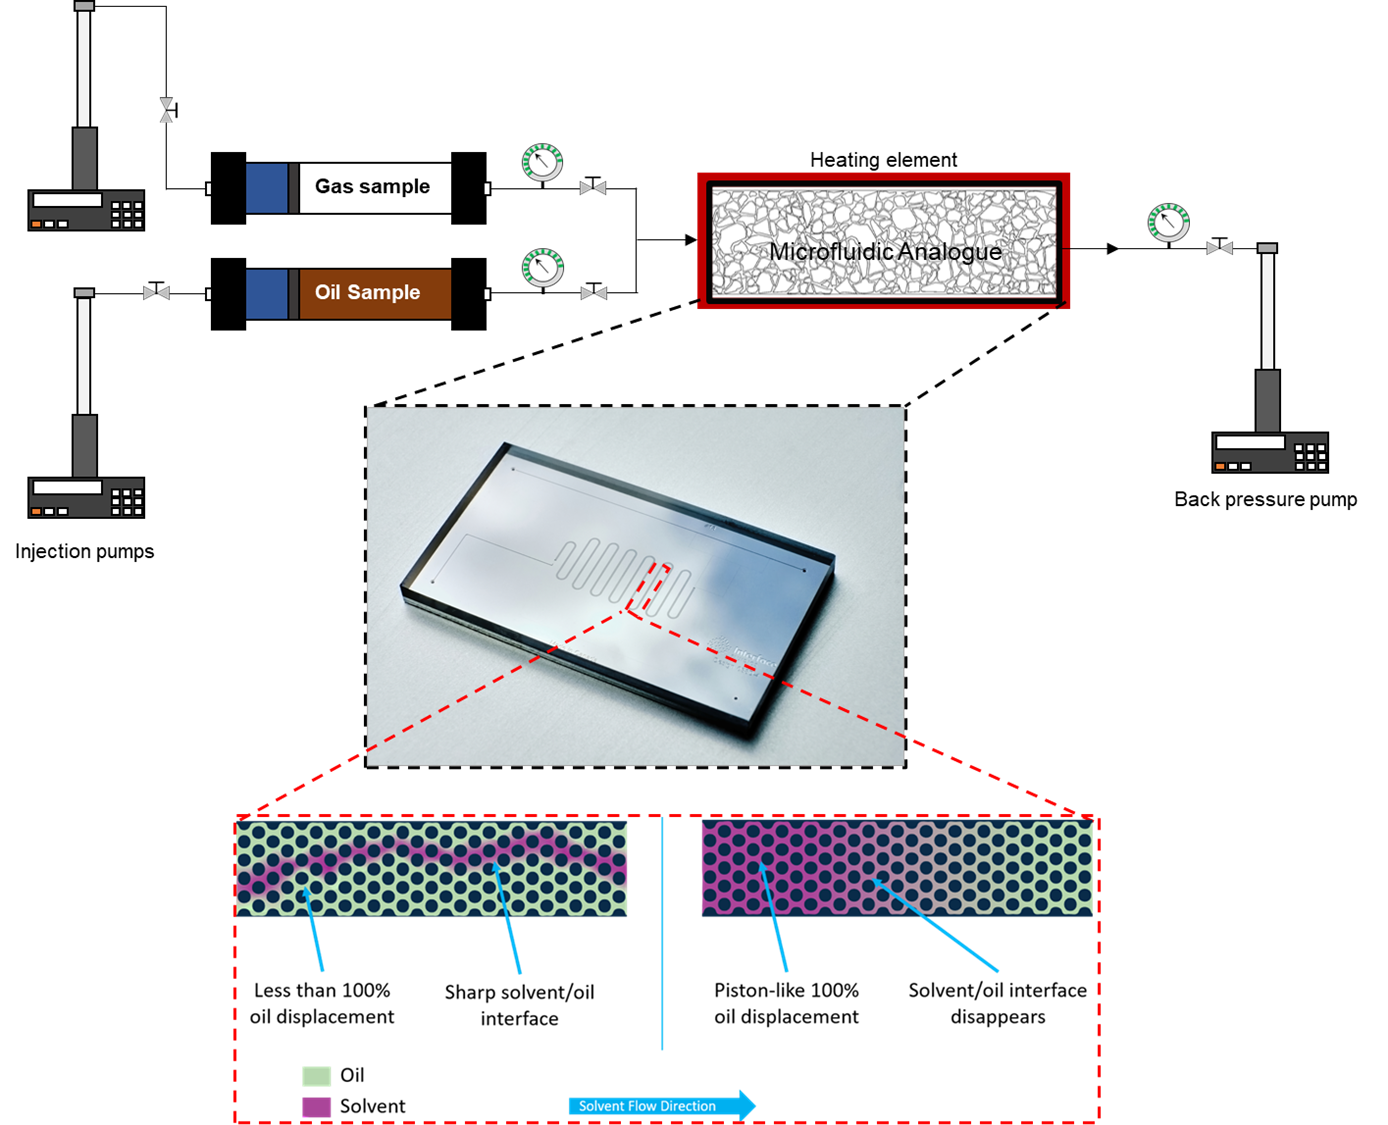 Gas sample
Oil Sample
Injection pumps
Heating element
Microfluidic Analogue
Back pressure pump
Interface
Less than 100%
oil displacement
Sharp solvent/oil
interface
Piston-like 100%
oil displacement
Solvent/oil interface
disappears
Oil
Solvent
Solvent Flow Direction